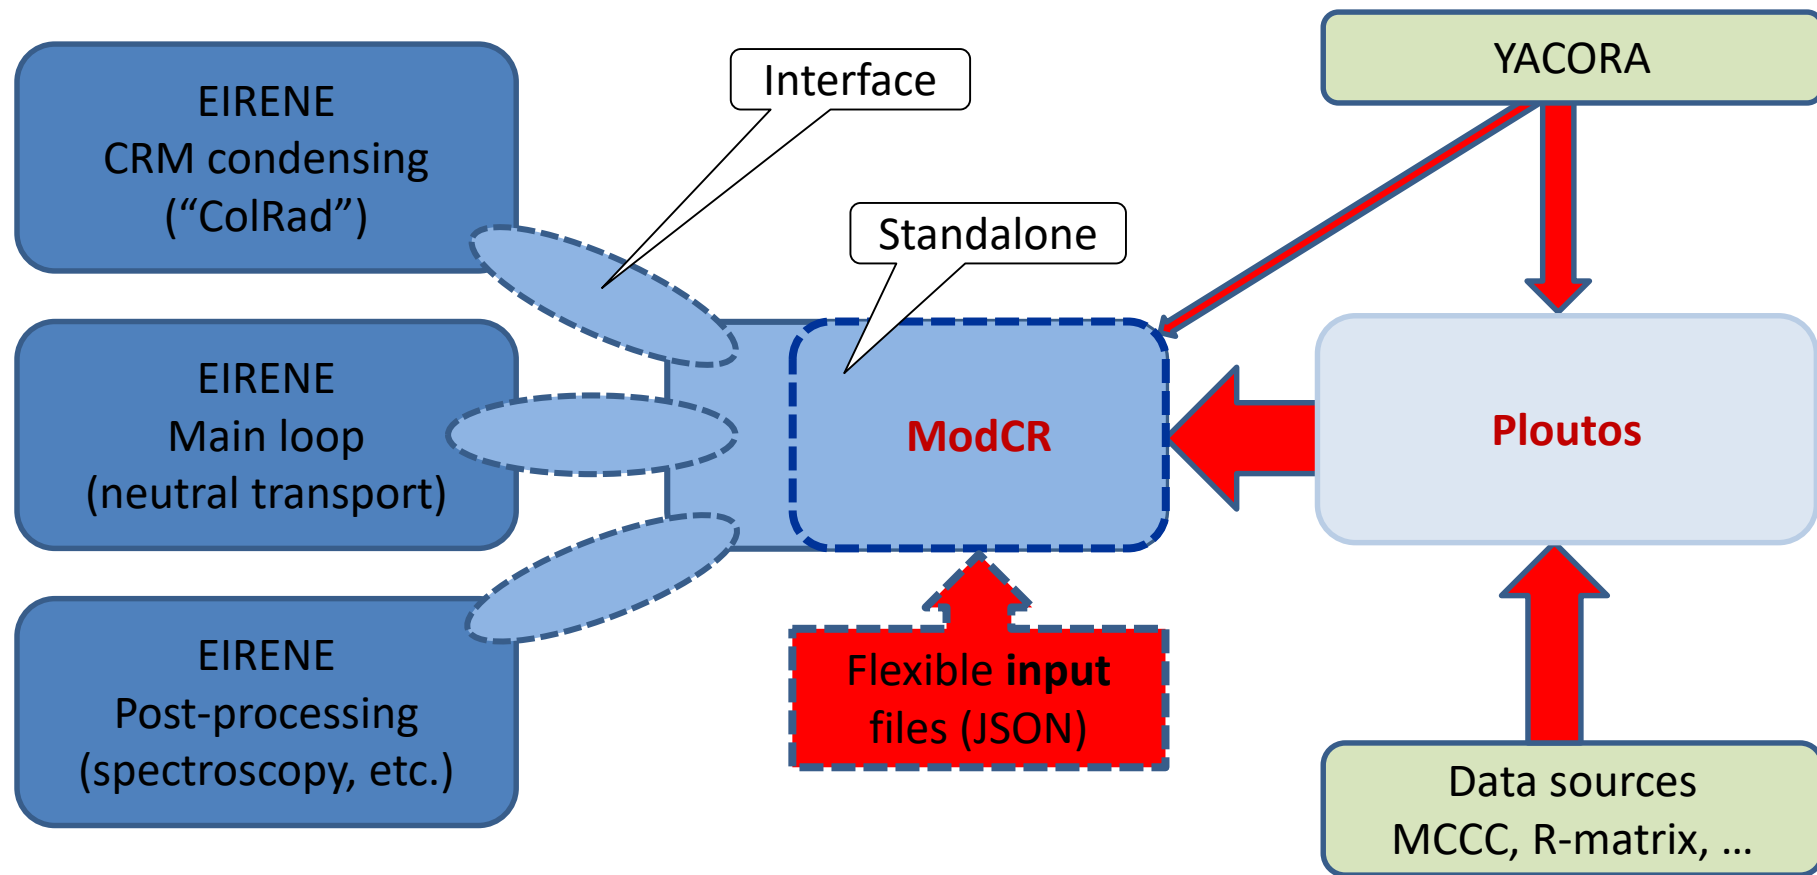 EIRENE
CRM condensing
(“ColRad”)
EIRENE
Main loop
(neutral transport)
EIRENE
Post-processing
(spectroscopy, etc.)
Interface
Standalone
ModCR
Flexible input
files (JSON)
YACORA
Ploutos
Data sources
MCCC, R-matrix, ...